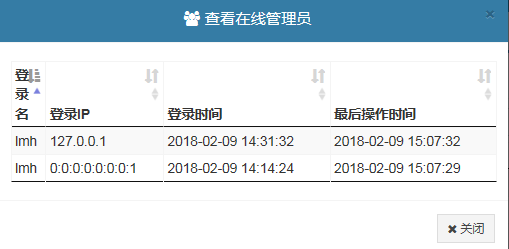 查看在线管理员
×
登录名 登录IP 登录时间 最后操作时间
lmh 127.0.0.1 2018-02-09 14:31:32 2018-02-09 15:07:32
lmh 0:0:0:0:0:0:0:1 2018-02-09 14:14:24 2018-02-09 15:07:29
关闭